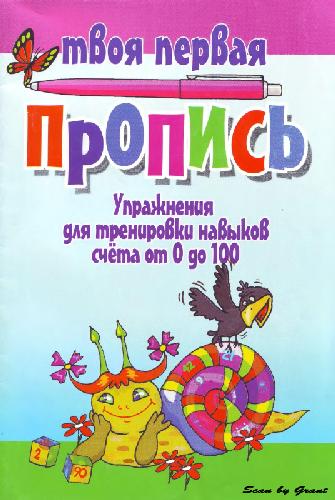 твоя первая
пропись
Упражнения
для тренировки навыков
счёта от 0 до 100
2
90
Scan by Grant